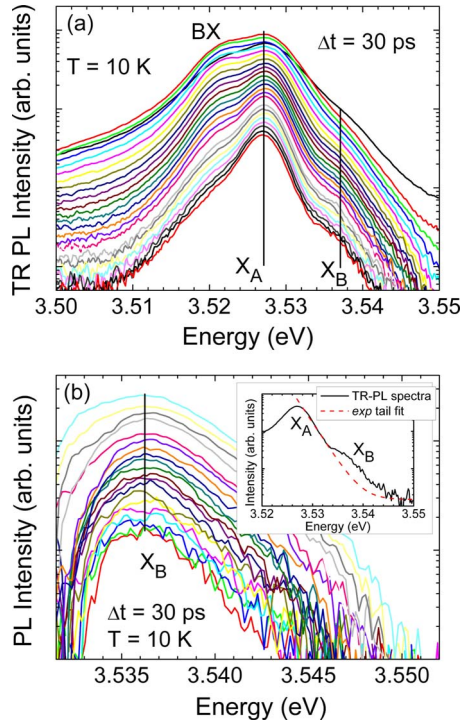 (a)
BX
Δt = 30 ps
T = 10 K
TR PL Intensity (arb. units)
X_A
X_B
3.50 3.51 3.52 3.53 3.54 3.55
Energy (eV)
(b)
PL Intensity (arb. units)
TR-PL spectra
exp tail fit
Intensity (arb. units)
X_A
X_B
3.52 3.53 3.54 3.55
Energy (eV)
X_B
Δt = 30 ps
T = 10 K
3.535 3.540 3.545 3.550
Energy (eV)